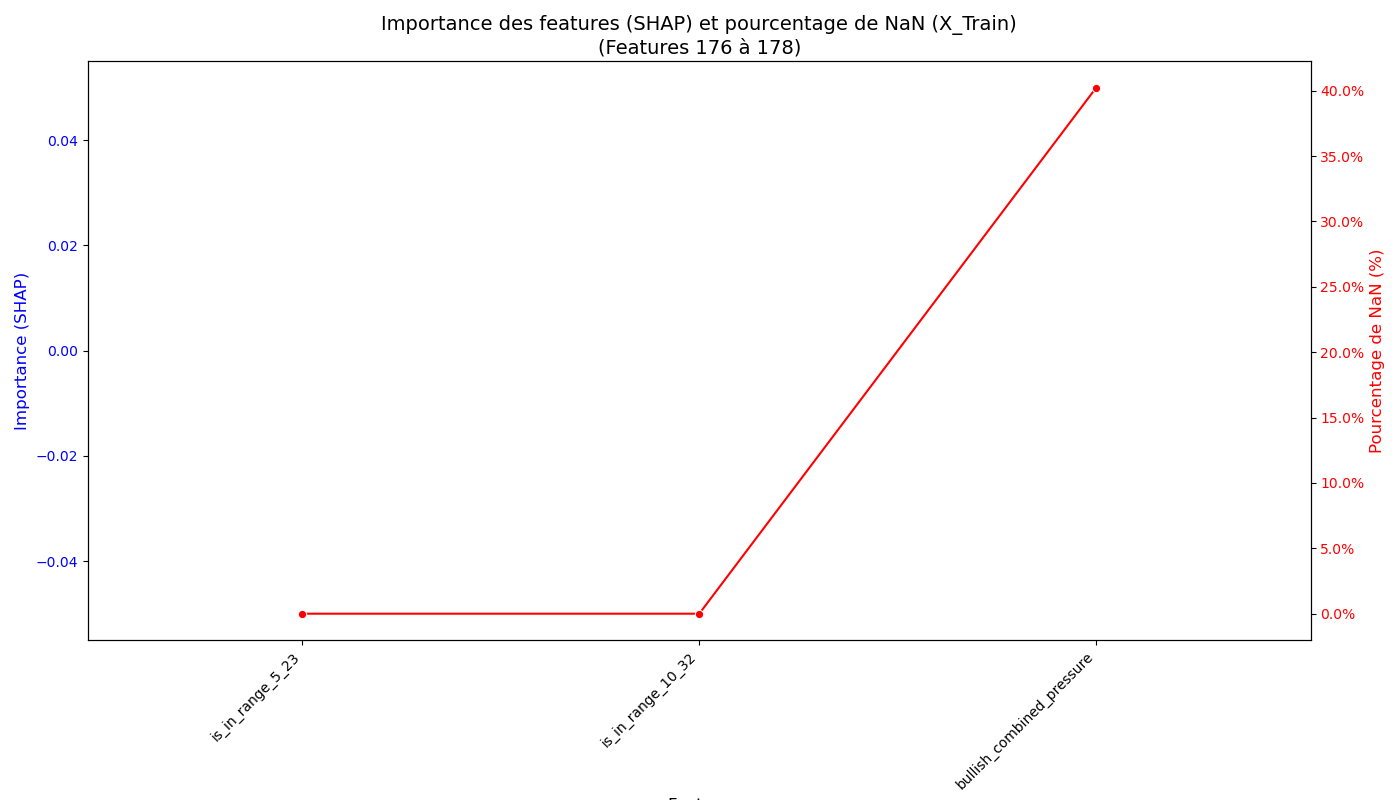 Importance des features (SHAP) et pourcentage de NaN (X_Train)
(Features 176 à 178)
Importance (SHAP)
0.04
0.02
0.00
−0.02
−0.04
40.0%
35.0%
30.0%
25.0%
20.0%
15.0%
10.0%
5.0%
0.0%
Pourcentage de NaN (%)
is_in_range_5_23
is_in_range_10_32
bullish_combined_pressure